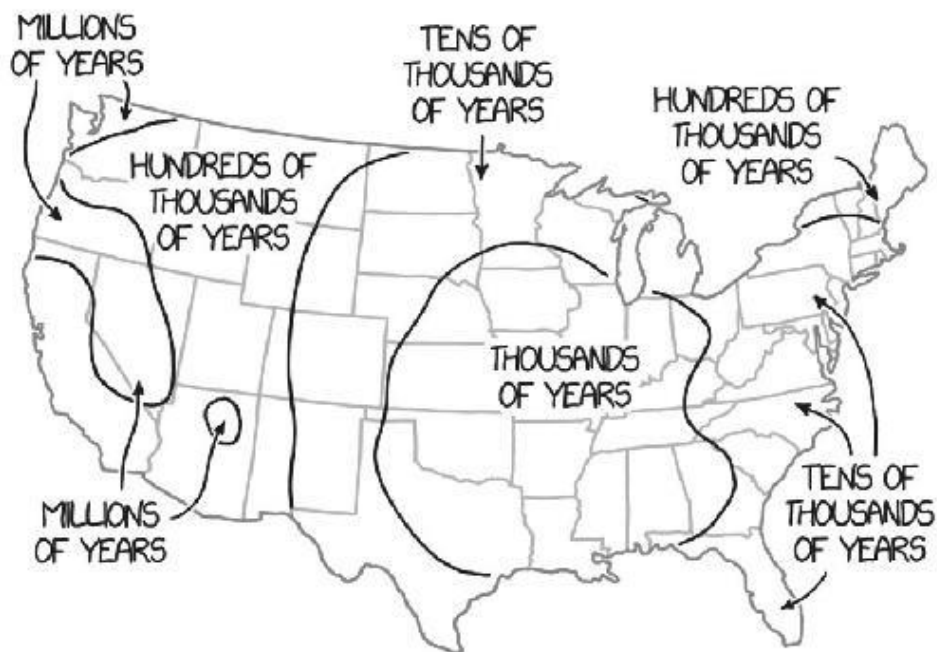 MILLIONS
OF YEARS
TENS OF
THOUSANDS
OF YEARS
HUNDREDS OF
THOUSANDS
OF YEARS
HUNDREDS OF
THOUSANDS
OF YEARS
THOUSANDS
OF YEARS
MILLIONS
OF YEARS
TENS OF
THOUSANDS
OF YEARS